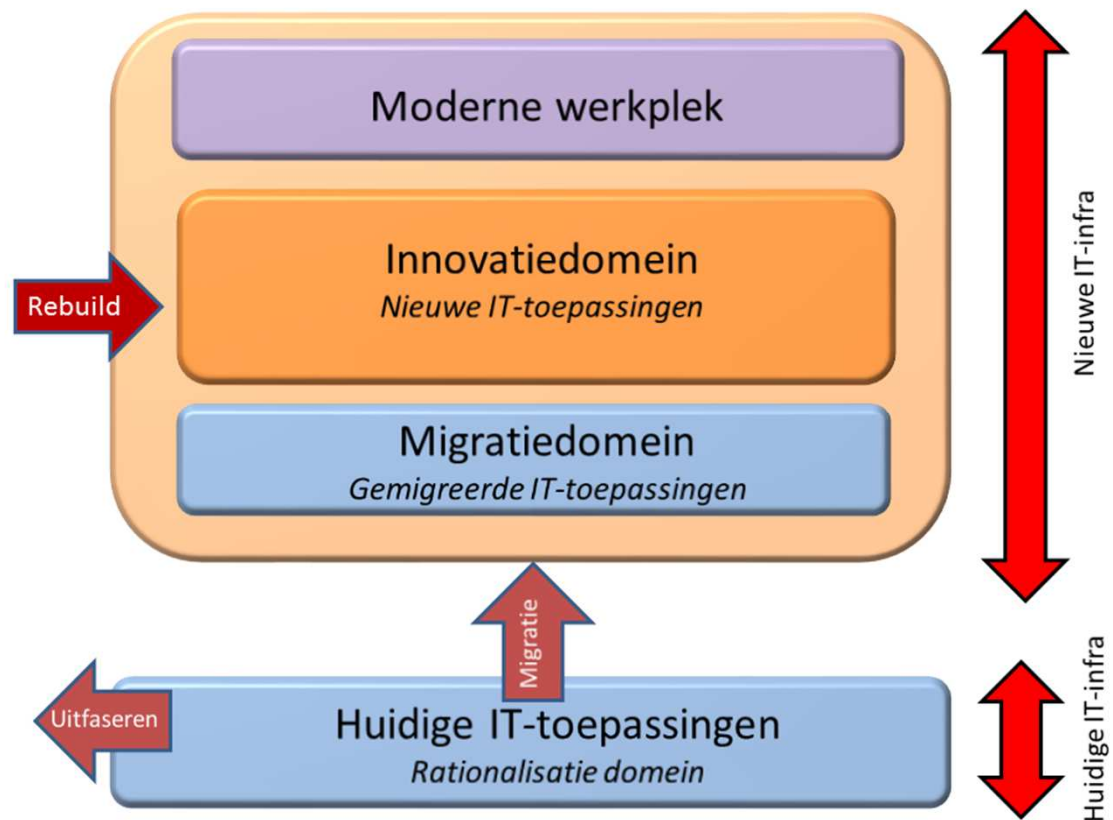 Moderne werkplek
Innovatiedomein
Nieuwe IT-toepassingen
Rebuild
Migratiedomein
Gemigreerde IT-toepassingen
Nieuwe IT-infra
Migratie
Uitfaseren
Huidige IT-toepassingen
Rationalisatie domein
Huidige IT-infra